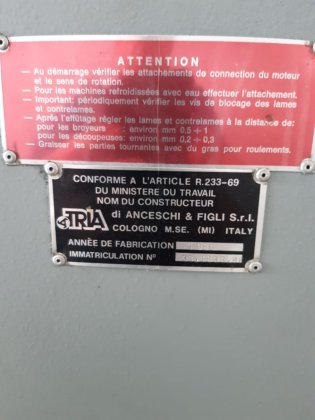 ATTENTION
— Au démarrage vérifier les attachements de connection du moteur
et le sens de rotation.
— Pour les machines refroidissées avec eau effectuer l'attachement.
— Important: périodiquement vérifier les vis de blocage des lames
et contrelames.
— Après l'affûtage régler les lames et contrelames à la distance de:
pour les broyeurs : environ mm 0,5 ÷ 1
pour les découpeuses: environ mm 0,2 ÷ 0,3
— Graisser les parties tournantes avec du gras pour roulements.
CONFORME A L'ARTICLE R.233-69
DU MINISTERE DU TRAVAIL
NOM DU CONSTRUCTEUR
TRIA di ANCESCHI & FIGLI S.r.l.
COLOGNO M.SE. (MI) ITALY
ANNÈE DE FABRICATION
IMMATRICULATION N°